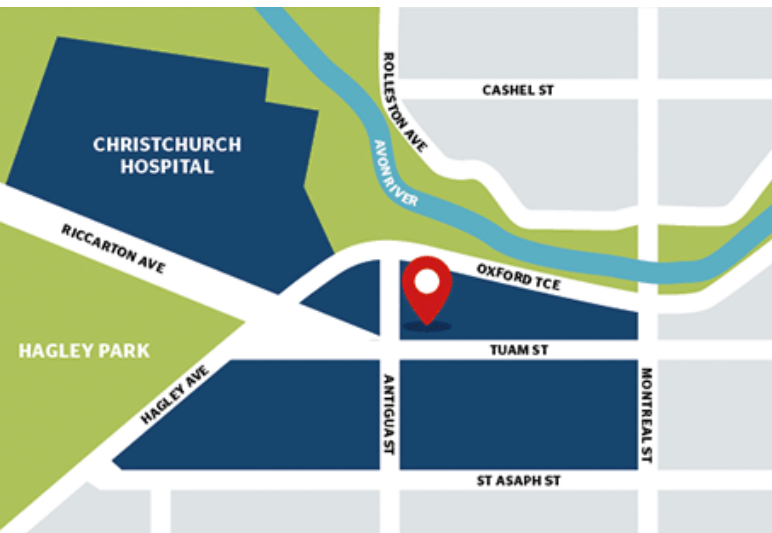 ROLLESTON AVE
CASHEL ST
CHRISTCHURCH
HOSPITAL
AVON RIVER
RICCARTON AVE
OXFORD TCE
HAGLEY PARK
TUAM ST
HAGLEY AVE
ANTIGUA ST
MONTREAL ST
ST ASAPH ST